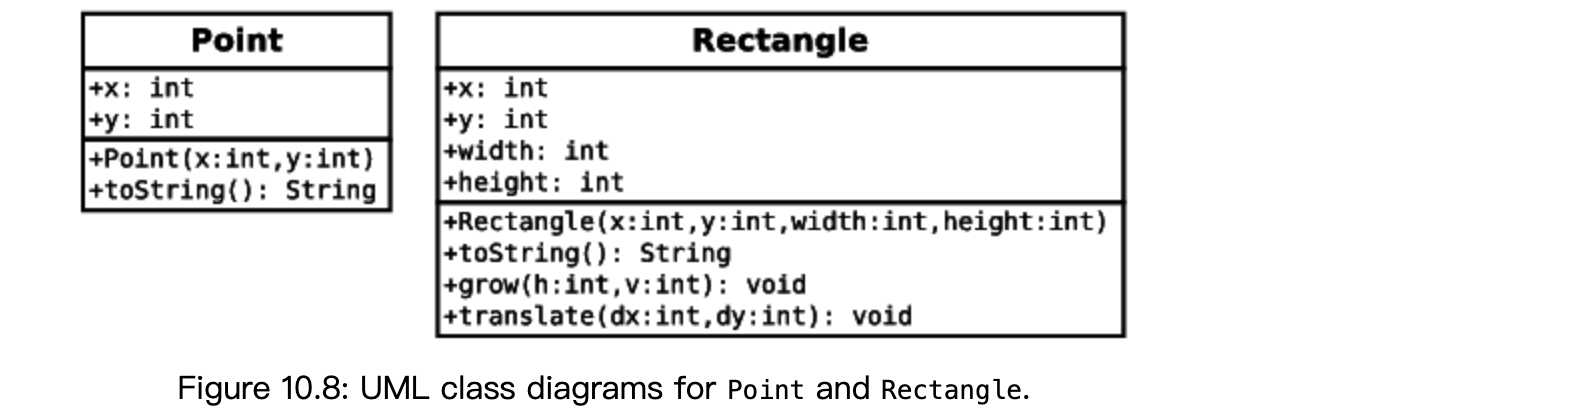 Point
+x: int
+y: int
+Point(x:int,y:int)
+toString(): String
Rectangle
+x: int
+y: int
+width: int
+height: int
+Rectangle(x:int,y:int,width:int,height:int)
+toString(): String
+grow(h:int,v:int): void
+translate(dx:int,dy:int): void
Figure 10.8: UML class diagrams for Point and Rectangle.